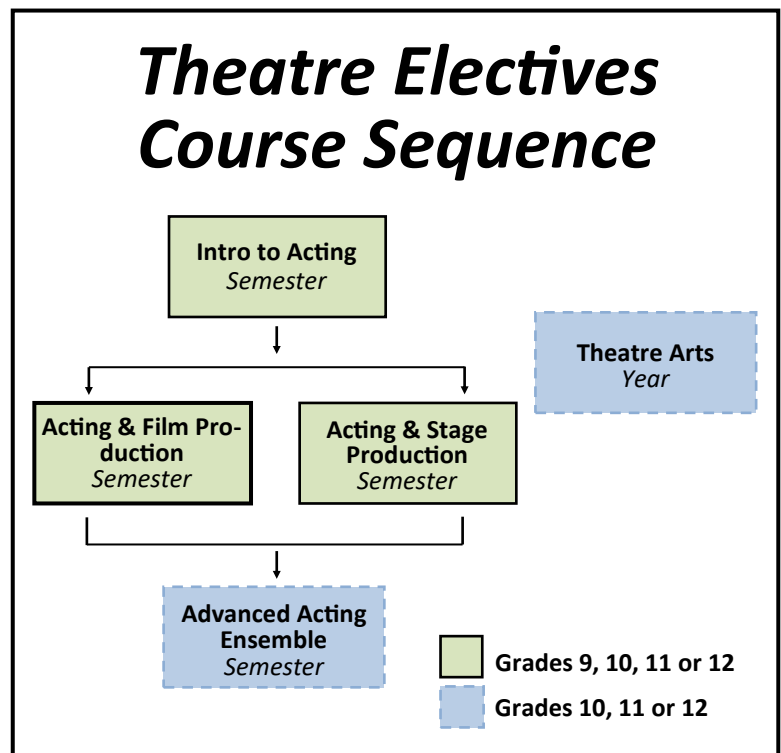 Theatre Electives
Course Sequence
Intro to Acting
Semester
Theatre Arts
Year
Acting & Film Pro-
duction
Semester
Acting & Stage
Production
Semester
Advanced Acting
Ensemble
Semester
Grades 9, 10, 11 or 12
Grades 10, 11 or 12